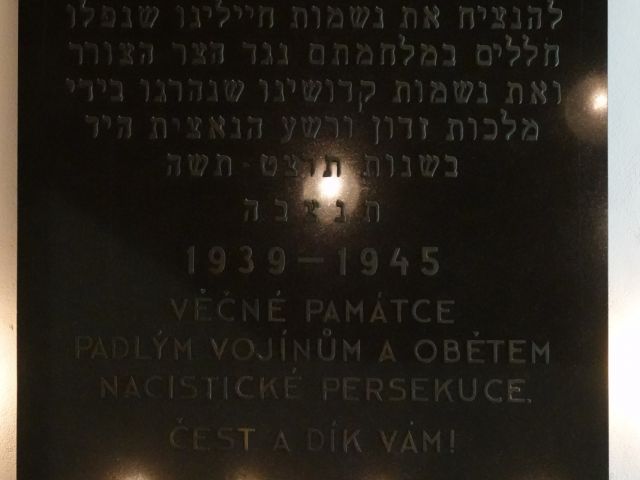 להנציח את נשמות חיילינו שנפלו
חללים במלחמתם נגד הצר הצורר
ואת נשמות קדושינו שנהרגו בידי
מלכות זדון ורשע הנאצית היד
בשנות תרצט-תשה
ת נ צ ב ה
1939–1945
VĚČNÉ PAMÁTCE
PADLÝM VOJÍNŮM A OBĚTEM
NACISTICKÉ PERSEKUCE.
ČEST A DÍK VÁM!